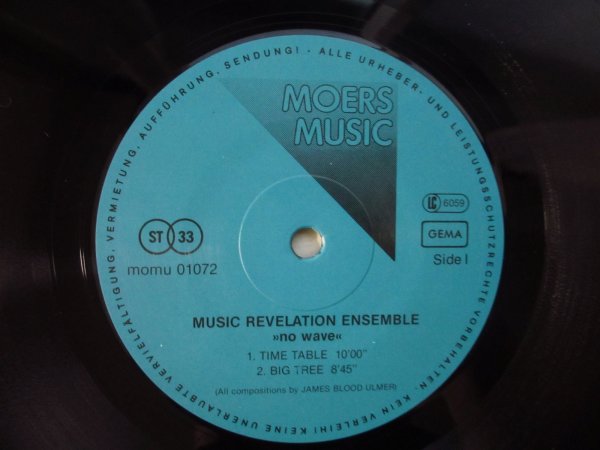 ALLE URHEBER- UND LEISTUNGSSCHUTZRECHTE VORBEHALTEN. KEIN VERLEIH! KEINE UNERLAUBTE VERVIELFÄLTIGUNG, VERMIETUNG, AUFFÜHRUNG, SENDUNG! -
MOERS
MUSIC
ST 33
momu 01072
LC 6059
GEMA
Side I
MUSIC REVELATION ENSEMBLE
»no wave«
1. TIME TABLE 10'00"
2. BIG TREE 8'45"
(All compositions by JAMES BLOOD ULMER)